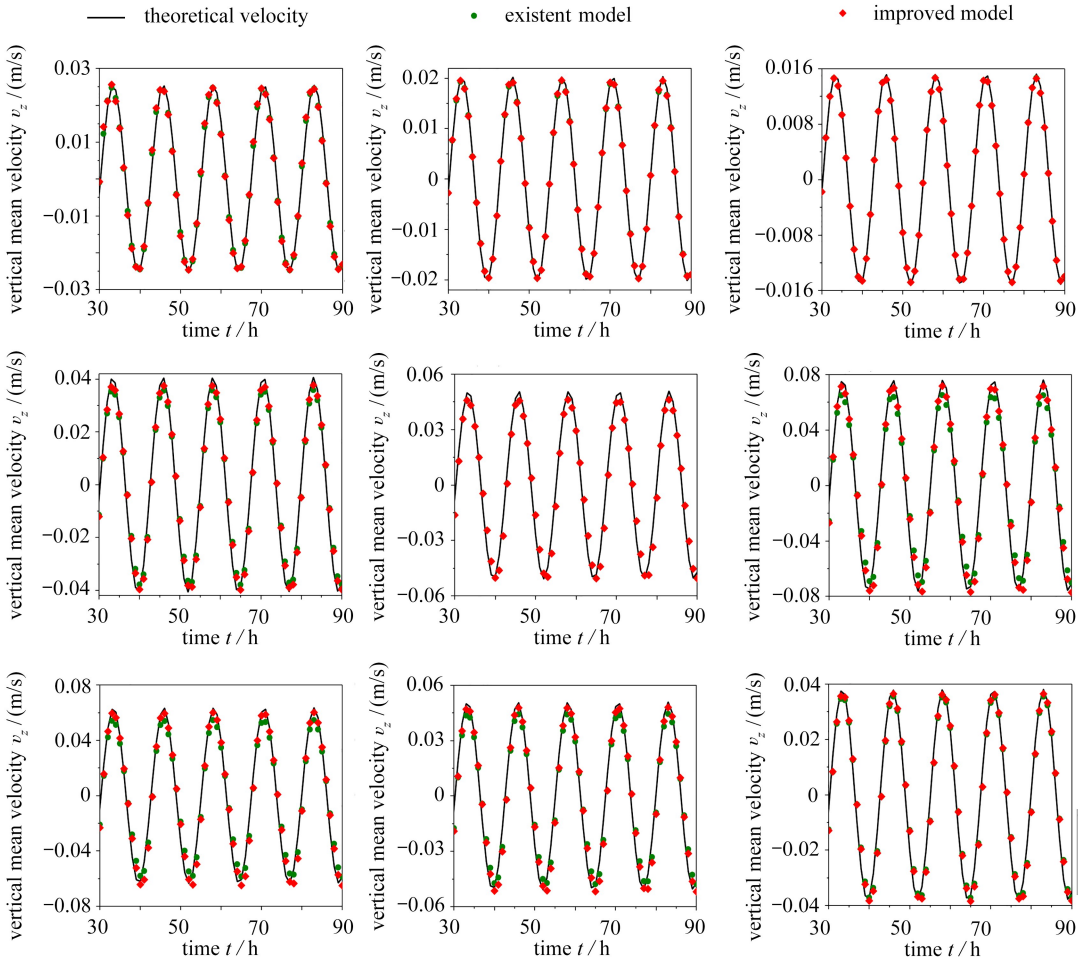 theoretical velocity existent model improved model
vertical mean velocity v_z / (m/s)
0.03
0.01
−0.01
−0.03
30 50 70 90
time t / h
vertical mean velocity v_z / (m/s)
0.02
0.01
0
−0.01
−0.02
30 50 70 90
time t / h
vertical mean velocity v_z / (m/s)
0.016
0.008
0
−0.008
−0.016
30 50 70 90
time t / h
vertical mean velocity v_z / (m/s)
0.04
0.02
0
−0.02
−0.04
30 50 70 90
time t / h
vertical mean velocity v_z / (m/s)
0.06
0.03
0
−0.03
−0.06
30 50 70 90
time t / h
vertical mean velocity v_z / (m/s)
0.08
0.04
0
−0.04
−0.08
30 50 70 90
time t / h
vertical mean velocity v_z / (m/s)
0.08
0.04
0
−0.04
−0.08
30 50 70 90
time t / h
vertical mean velocity v_z / (m/s)
0.06
0.03
0
−0.03
−0.06
30 50 70 90
time t / h
vertical mean velocity v_z / (m/s)
0.04
0.02
0
−0.02
−0.04
30 50 70 90
time t / h